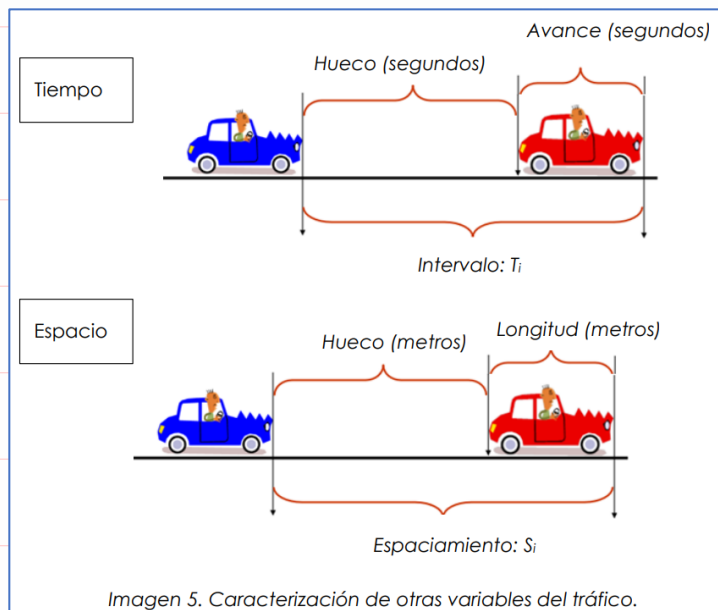 Avance (segundos)
Hueco (segundos)
Tiempo
Intervalo: Ti
Espacio
Longitud (metros)
Hueco (metros)
Espaciamiento: Si
Imagen 5. Caracterización de otras variables del tráfico.